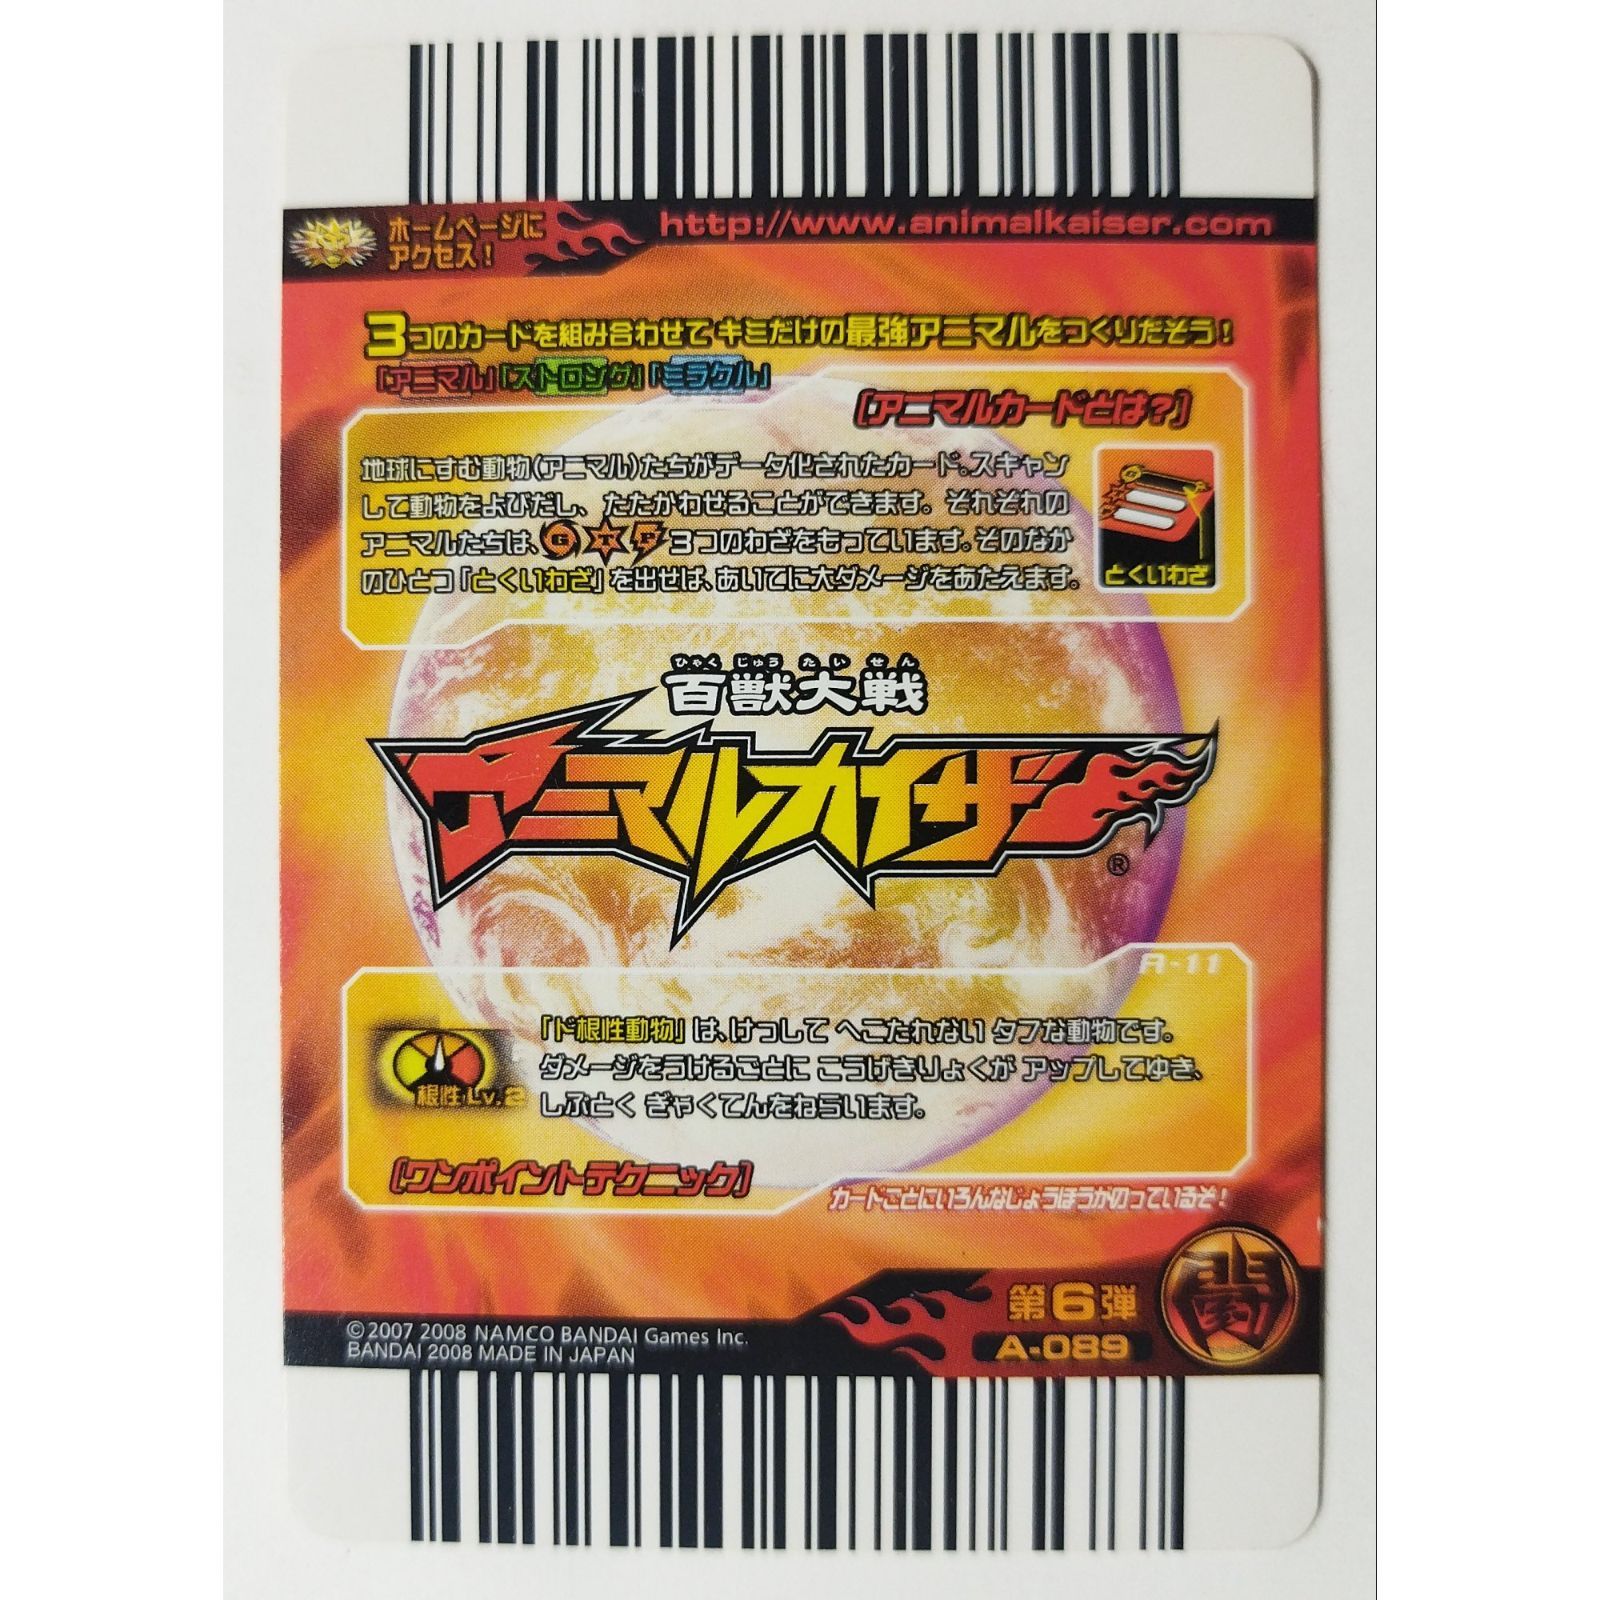 ホームページに
アクセス!
http://www.animalkaiser.com
3つのカードを組み合わせて キミだけの最強アニマルをつくりだそう!
「アニマル」「ストロング」「ミラクル」
[アニマルカードとは?]
地球にすむ動物(アニマル)たちがデータ化されたカード。スキャン
して動物をよびだし、たたかわせることができます。それぞれの
アニマルたちは、G T P 3つのわざをもっています。そのなか
のひとつ「とくいわざ」を出せば、あいてに大ダメージをあたえます。
とくいわざ
ひゃく じゅう たい せん
百獣大戦
アニマルカイザー
®
A-11
「ド根性動物」は、けっして へこたれない タフな動物です。
ダメージをうけるごとに こうげきりょくが アップしてゆき、
しぶとく ぎゃくてんをねらいます。
根性 Lv.2
[ワンポイントテクニック]
カードごとにいろんなじょうほうがのっているぞ!
第6弾
A-089
闘
©2007 2008 NAMCO BANDAI Games Inc.
BANDAI 2008 MADE IN JAPAN